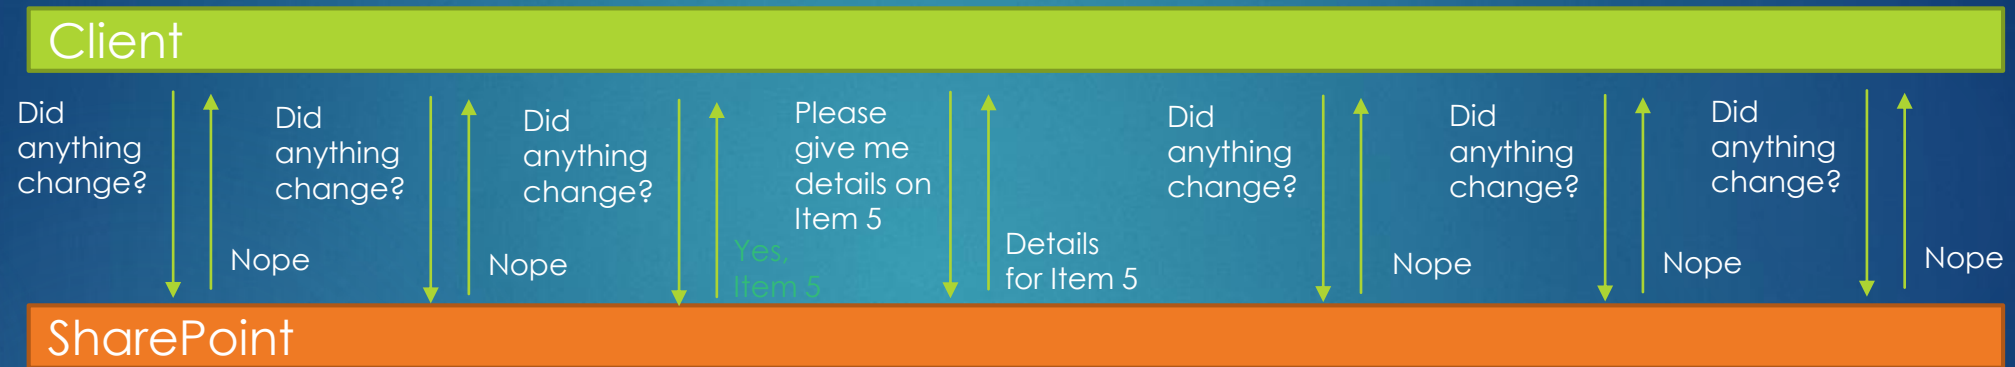 Client
Did
anything
change?
Nope
Did
anything
change?
Nope
Did
anything
change?
Yes,
Item 5
Please
give me
details on
Item 5
Details
for Item 5
Did
anything
change?
Nope
Did
anything
change?
Nope
Did
anything
change?
Nope
SharePoint